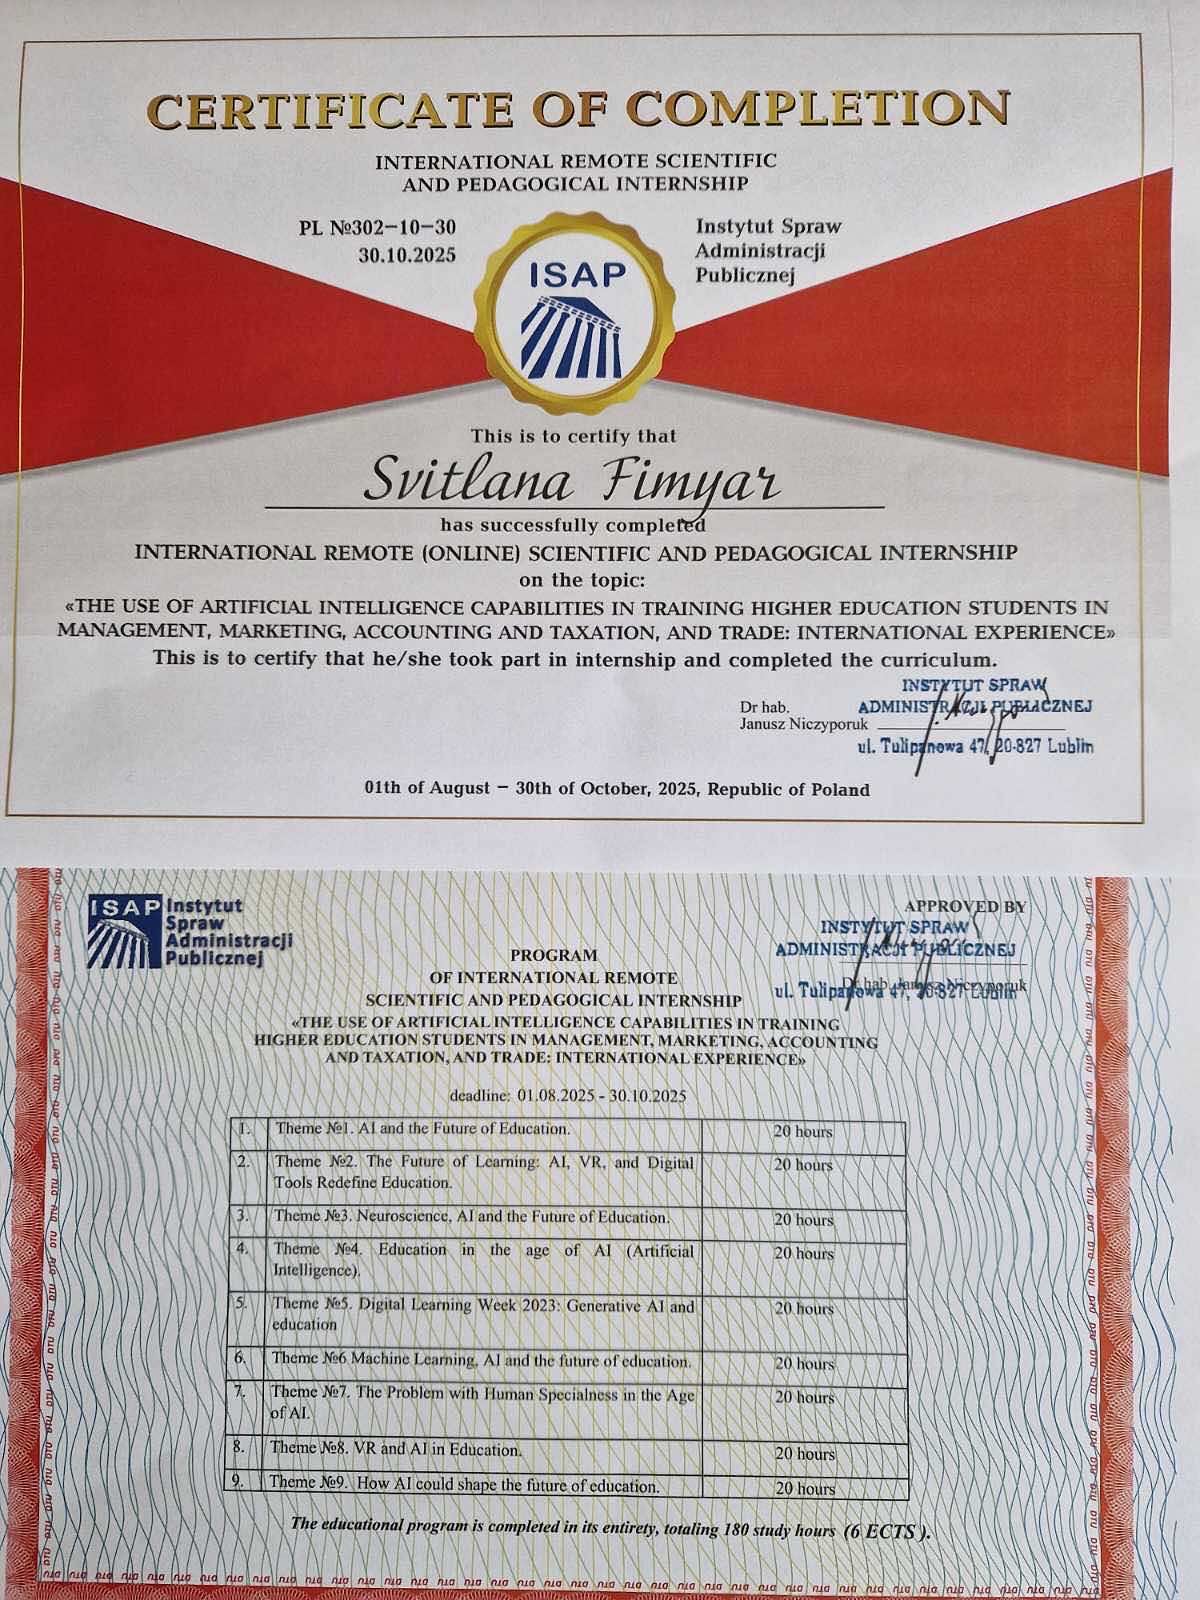 CERTIFICATE OF COMPLETION
INTERNATIONAL REMOTE SCIENTIFIC
AND PEDAGOGICAL INTERNSHIP
PL №302-10-30
30.10.2025
ISAP
Instytut Spraw
Administracji
Publicznej
This is to certify that
Svitlana Fimyar
has successfully completed
INTERNATIONAL REMOTE (ONLINE) SCIENTIFIC AND PEDAGOGICAL INTERNSHIP
on the topic:
«THE USE OF ARTIFICIAL INTELLIGENCE CAPABILITIES IN TRAINING HIGHER EDUCATION STUDENTS IN
MANAGEMENT, MARKETING, ACCOUNTING AND TAXATION, AND TRADE: INTERNATIONAL EXPERIENCE»
This is to certify that he/she took part in internship and completed the curriculum.
Dr hab.
Janusz Niczyporuk
INSTYTUT SPRAW
ADMINISTRACJI PUBLICZNEJ
ul. Tulipanowa 47, 20-827 Lublin
01th of August – 30th of October, 2025, Republic of Poland
ISAP Instytut
Spraw
Administracji
Publicznej
APPROVED BY
INSTYTUT SPRAW
ADMINISTRACJI PUBLICZNEJ
Dr hab. Janusz Niczyporuk
ul. Tulipanowa 47, 20-827 Lublin
PROGRAM
OF INTERNATIONAL REMOTE
SCIENTIFIC AND PEDAGOGICAL INTERNSHIP
«THE USE OF ARTIFICIAL INTELLIGENCE CAPABILITIES IN TRAINING
HIGHER EDUCATION STUDENTS IN MANAGEMENT, MARKETING, ACCOUNTING
AND TAXATION, AND TRADE: INTERNATIONAL EXPERIENCE»
deadline: 01.08.2025 - 30.10.2025
1. Theme №1. AI and the Future of Education. 20 hours
2. Theme №2. The Future of Learning: AI, VR, and Digital 20 hours
Tools Redefine Education.
3. Theme №3. Neuroscience, AI and the Future of Education. 20 hours
4. Theme №4. Education in the age of AI (Artificial 20 hours
Intelligence).
5. Theme №5. Digital Learning Week 2023: Generative AI and 20 hours
education
6. Theme №6 Machine Learning, AI and the future of education. 20 hours
7. Theme №7. The Problem with Human Specialness in the Age 20 hours
of AI.
8. Theme №8. VR and AI in Education. 20 hours
9. Theme №9. How AI could shape the future of education. 20 hours
The educational program is completed in its entirety, totaling 180 study hours (6 ECTS ).